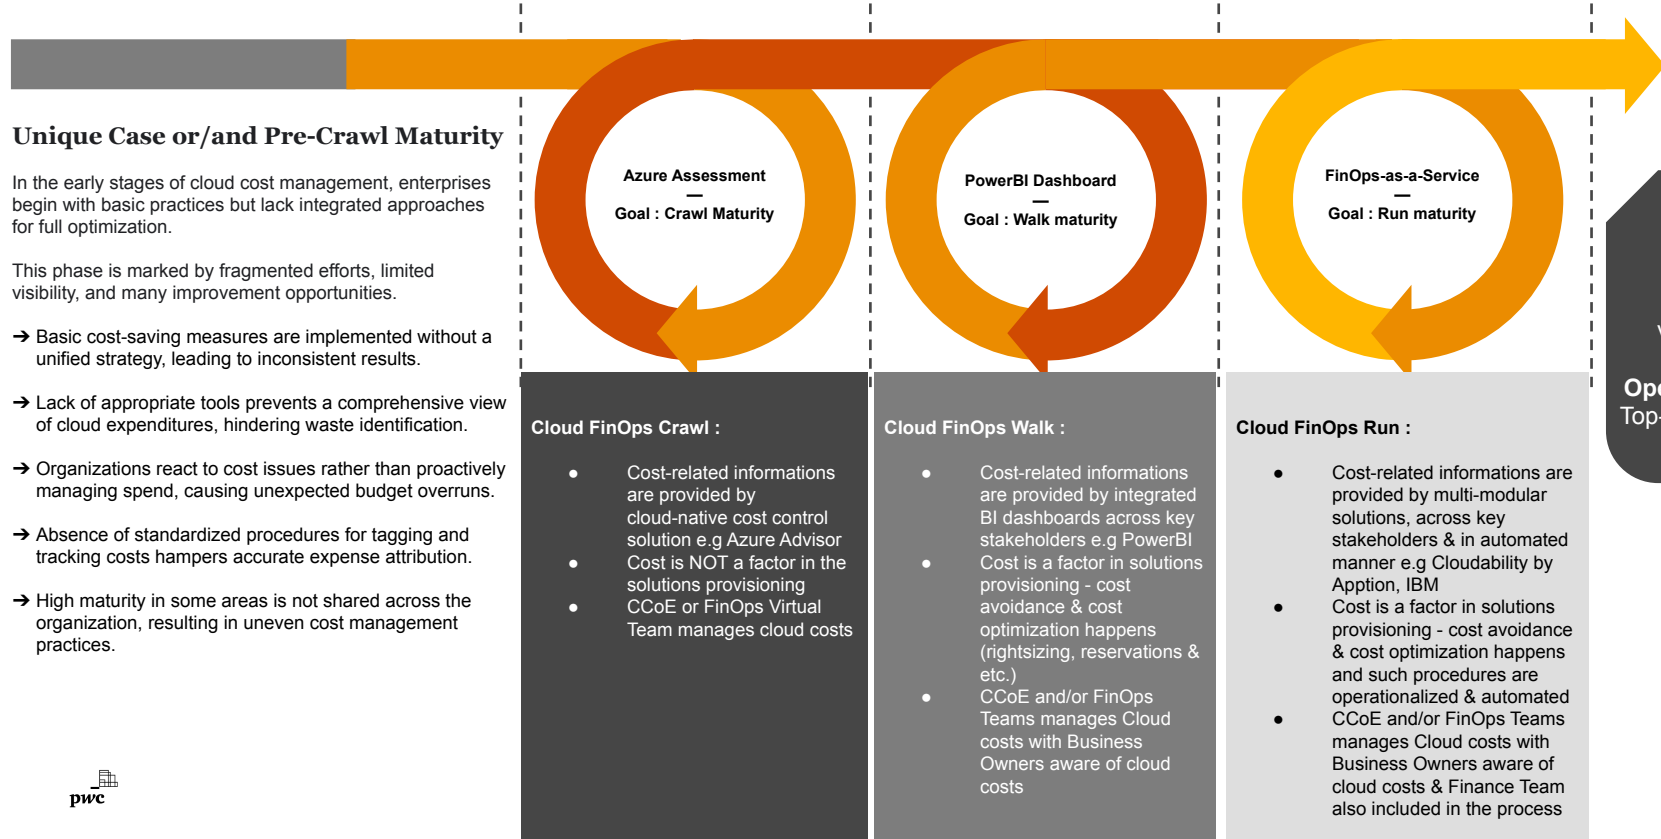 Unique Case or/and Pre-Crawl Maturity
In the early stages of cloud cost management, enterprises
begin with basic practices but lack integrated approaches
for full optimization.
This phase is marked by fragmented efforts, limited
visibility, and many improvement opportunities.
➔ Basic cost-saving measures are implemented without a
unified strategy, leading to inconsistent results.
➔ Lack of appropriate tools prevents a comprehensive view
of cloud expenditures, hindering waste identification.
➔ Organizations react to cost issues rather than proactively
managing spend, causing unexpected budget overruns.
➔ Absence of standardized procedures for tagging and
tracking costs hampers accurate expense attribution.
➔ High maturity in some areas is not shared across the
organization, resulting in uneven cost management
practices.
pwc
Azure Assessment
—
Goal : Crawl Maturity
Cloud FinOps Crawl :
● Cost-related informations
are provided by
cloud-native cost control
solution e.g Azure Advisor
● Cost is NOT a factor in the
solutions provisioning
● CCoE or FinOps Virtual
Team manages cloud costs
PowerBI Dashboard
—
Goal : Walk maturity
Cloud FinOps Walk :
● Cost-related informations
are provided by integrated
BI dashboards across key
stakeholders e.g PowerBI
● Cost is a factor in solutions
provisioning - cost
avoidance & cost
optimization happens
(rightsizing, reservations &
etc.)
● CCoE and/or FinOps
Teams manages Cloud
costs with Business
Owners aware of cloud
costs
FinOps-as-a-Service
—
Goal : Run maturity
Cloud FinOps Run :
● Cost-related informations are
provided by multi-modular
solutions, across key
stakeholders & in automated
manner e.g Cloudability by
Apption, IBM
● Cost is a factor in solutions
provisioning - cost avoidance
& cost optimization happens
and such procedures are
operationalized & automated
● CCoE and/or FinOps Teams
manages Cloud costs with
Business Owners aware of
cloud costs & Finance Team
also included in the process
Ope
Top-